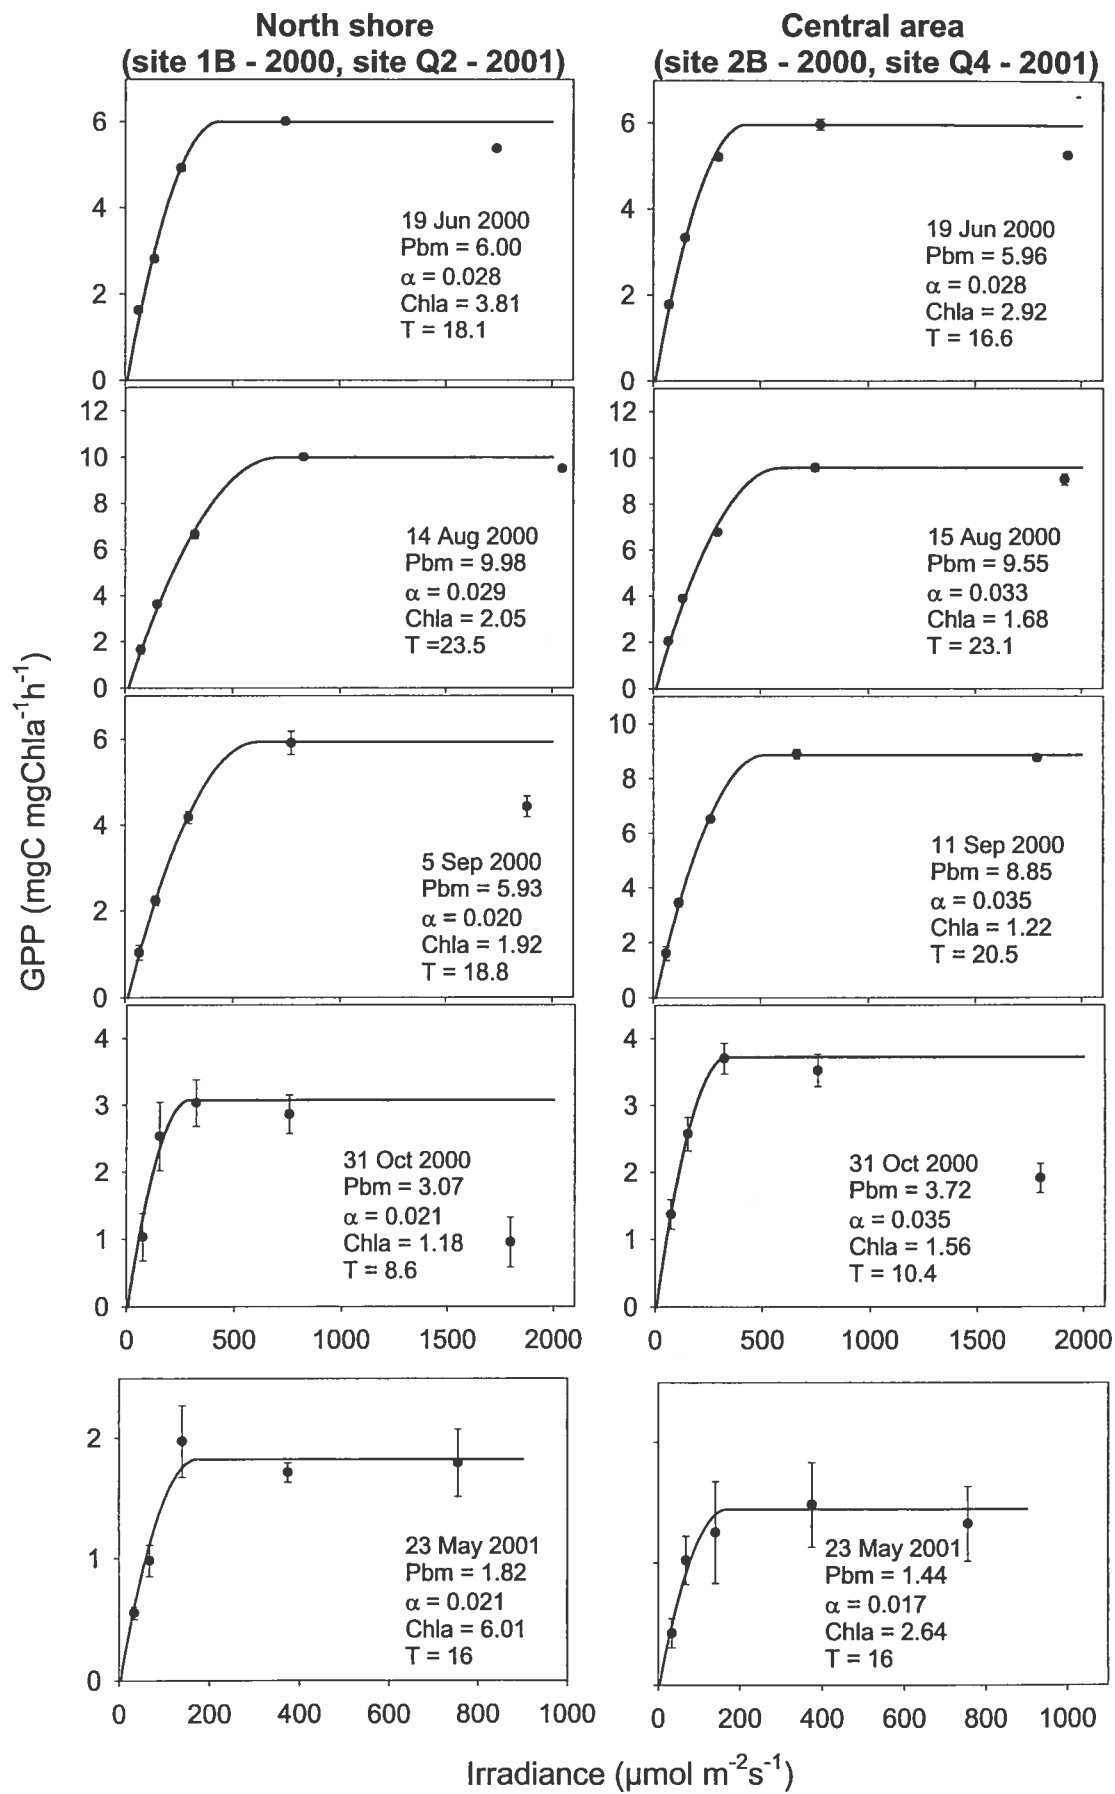 North shore
(site 1B - 2000, site Q2 - 2001)
Central area
(site 2B - 2000, site Q4 - 2001)
GPP (mgC mgChla⁻¹h⁻¹)
6
4
2
0
19 Jun 2000
Pbm = 6.00
α = 0.028
Chla = 3.81
T = 18.1
6
4
2
0
19 Jun 2000
Pbm = 5.96
α = 0.028
Chla = 2.92
T = 16.6
12
10
8
6
4
2
0
14 Aug 2000
Pbm = 9.98
α = 0.029
Chla = 2.05
T =23.5
12
10
8
6
4
2
0
15 Aug 2000
Pbm = 9.55
α = 0.033
Chla = 1.68
T = 23.1
6
4
2
0
5 Sep 2000
Pbm = 5.93
α = 0.020
Chla = 1.92
T = 18.8
10
8
6
4
2
0
11 Sep 2000
Pbm = 8.85
α = 0.035
Chla = 1.22
T = 20.5
4
3
2
1
0
31 Oct 2000
Pbm = 3.07
α = 0.021
Chla = 1.18
T = 8.6
0 500 1000 1500 2000
4
3
2
1
0
31 Oct 2000
Pbm = 3.72
α = 0.035
Chla = 1.56
T = 10.4
0 500 1000 1500 2000
2
1
0
23 May 2001
Pbm = 1.82
α = 0.021
Chla = 6.01
T = 16
0 200 400 600 800 1000
23 May 2001
Pbm = 1.44
α = 0.017
Chla = 2.64
T = 16
0 200 400 600 800 1000
Irradiance (µmol m⁻²s⁻¹)